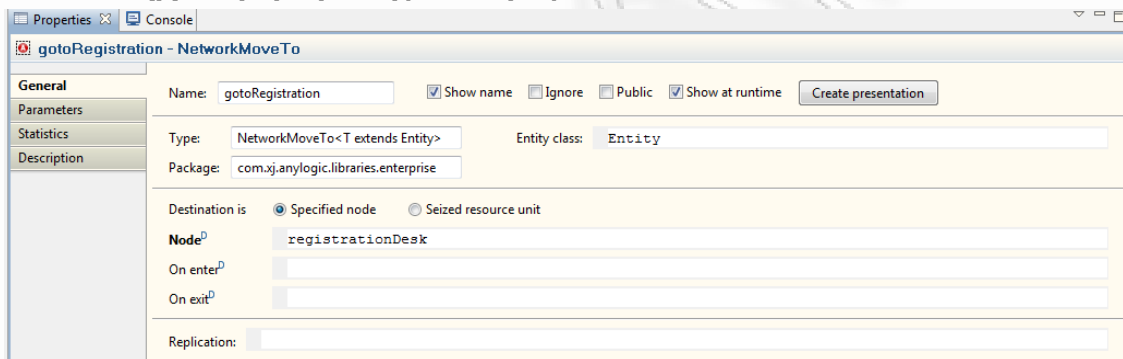 Properties Console
gotoRegistration - NetworkMoveTo
General
Parameters
Statistics
Description
Name: gotoRegistration Show name Ignore Public Show at runtime Create presentation
Type: NetworkMoveTo<T extends Entity> Entity class: Entity
Package: com.xj.anylogic.libraries.enterprise
Destination is Specified node Seized resource unit
NodeD registrationDesk
On enterD
On exitD
Replication: